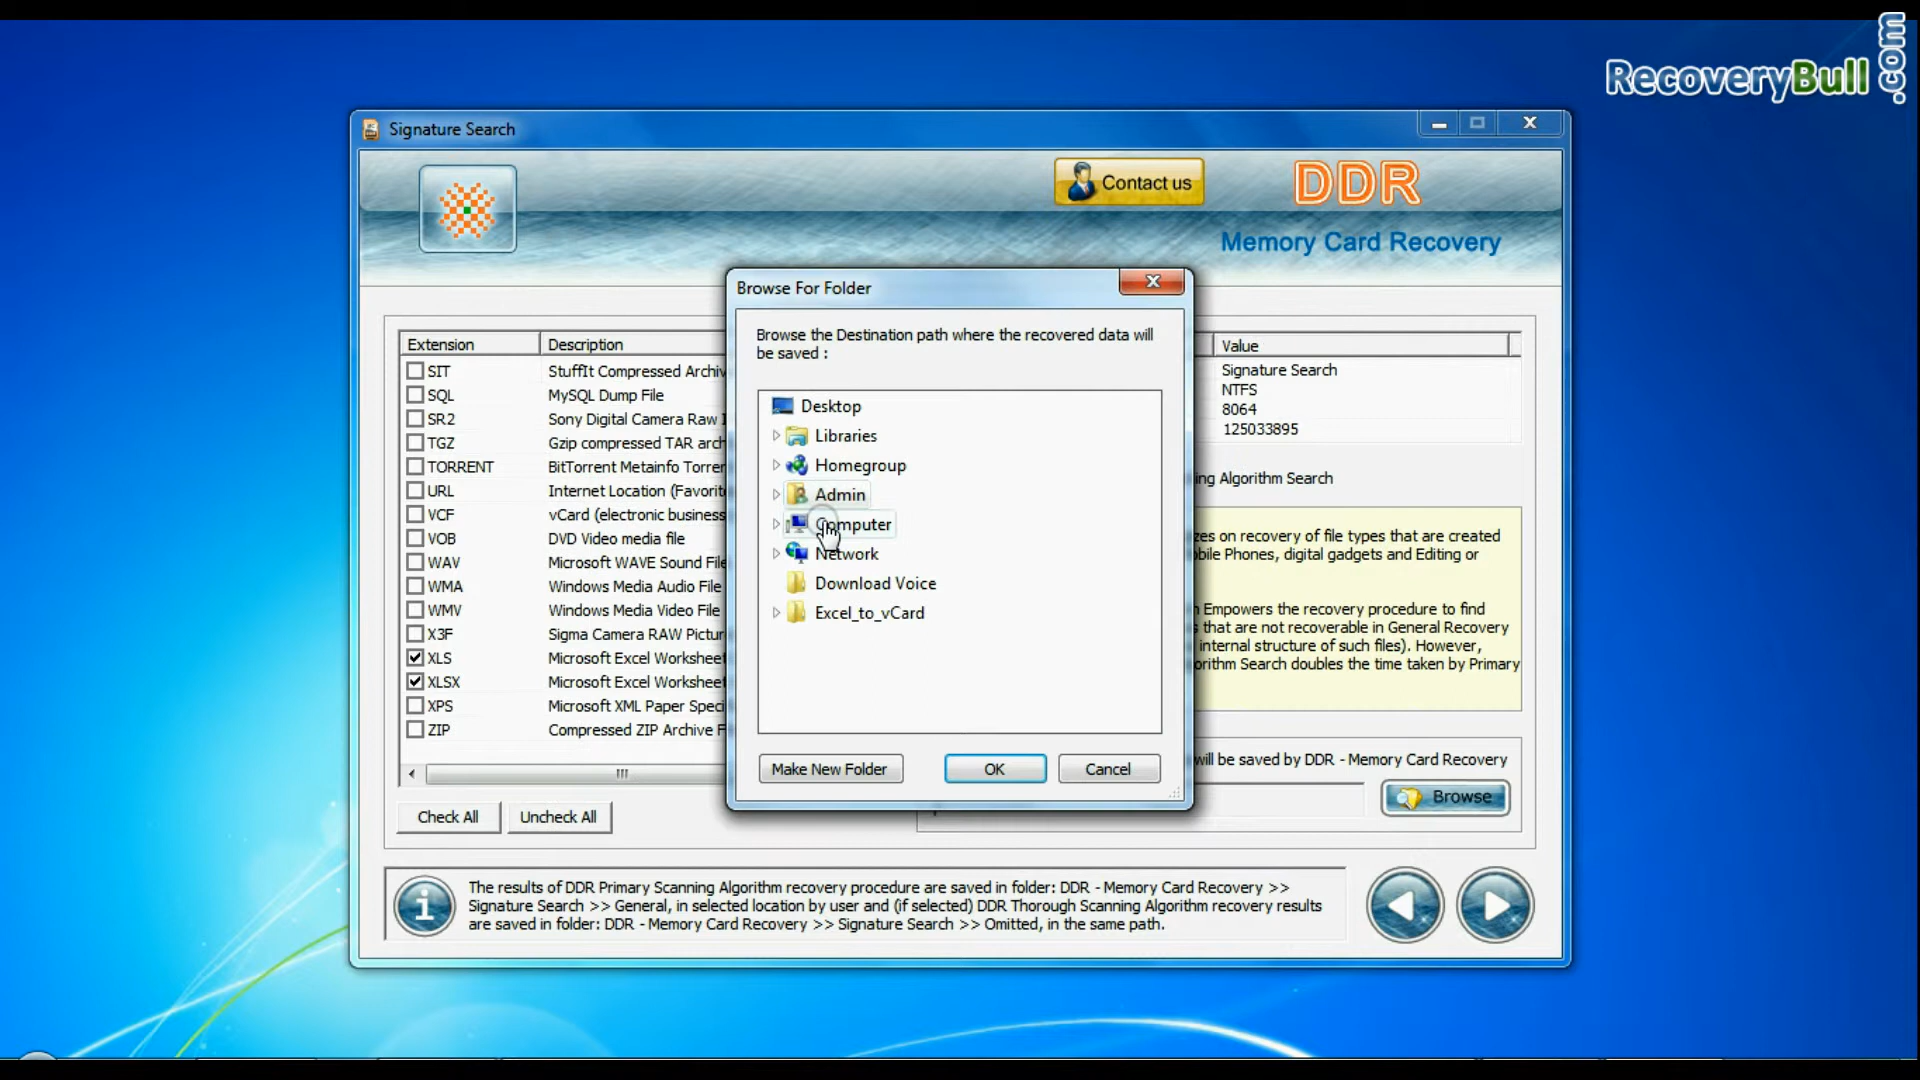 RecoveryBull.com
Signature Search
Contact us
DDR
Memory Card Recovery
Extension Description
SIT StuffIt Compressed Archiv
SQL MySQL Dump File
SR2 Sony Digital Camera Raw I
TGZ Gzip compressed TAR arch
TORRENT BitTorrent Metainfo Torren
URL Internet Location (Favorite
VCF vCard (electronic business
VOB DVD Video media file
WAV Microsoft WAVE Sound File
WMA Windows Media Audio File
WMV Windows Media Video File
X3F Sigma Camera RAW Pictur
XLS Microsoft Excel Worksheet
XLSX Microsoft Excel Worksheet
XPS Microsoft XML Paper Speci
ZIP Compressed ZIP Archive F
Check All Uncheck All
Browse For Folder
Browse the Destination path where the recovered data will
be saved :
Desktop
Libraries
Homegroup
Admin
Computer
Network
Download Voice
Excel_to_vCard
Make New Folder OK Cancel
Value
Signature Search
NTFS
8064
125033895
ing Algorithm Search
zes on recovery of file types that are created
bile Phones, digital gadgets and Editing or
n Empowers the recovery procedure to find
s that are not recoverable in General Recovery
internal structure of such files). However,
orithm Search doubles the time taken by Primary
will be saved by DDR - Memory Card Recovery
Browse
The results of DDR Primary Scanning Algorithm recovery procedure are saved in folder: DDR - Memory Card Recovery >>
Signature Search >> General, in selected location by user and (if selected) DDR Thorough Scanning Algorithm recovery results
are saved in folder: DDR - Memory Card Recovery >> Signature Search >> Omitted, in the same path.